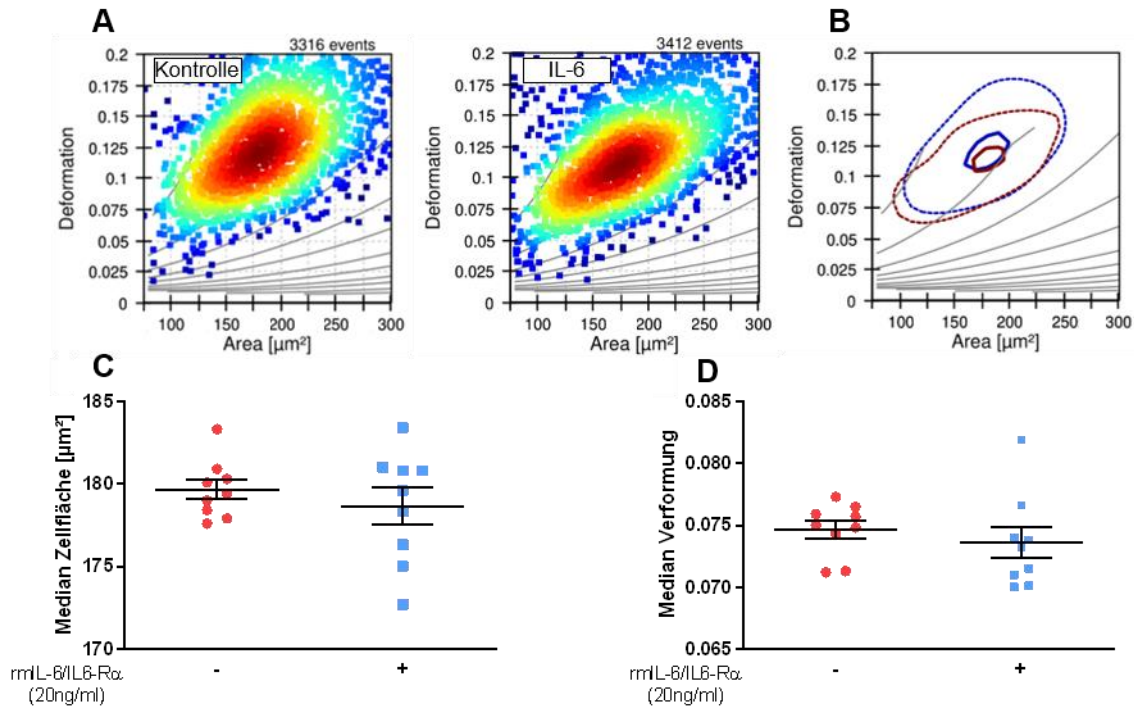 A
B
3316 events
3412 events
Kontrolle
IL-6
0.2
0.175
0.15
0.125
0.1
0.075
0.05
0.025
0
Deformation
100 150 200 250 300
Area [µm²]
0.2
0.175
0.15
0.125
0.1
0.075
0.05
0.025
0
Deformation
100 150 200 250 300
Area [µm²]
0.2
0.175
0.15
0.125
0.1
0.075
0.05
0.025
0
Deformation
100 150 200 250 300
Area [µm²]
C
185
180
175
170
Median Zellfläche [µm²]
- +
rmIL-6/IL6-Rα
(20ng/ml)
D
0.085
0.080
0.075
0.070
0.065
Median Verformung
- +
rmIL-6/IL6-Rα
(20ng/ml)